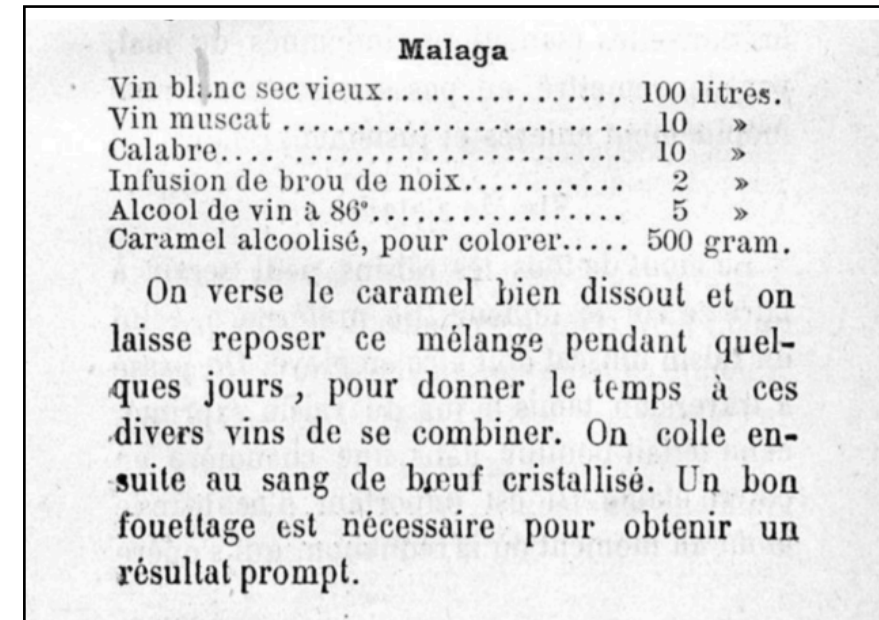 Malaga
Vin blanc sec vieux................ 100 litres.
Vin muscat ....................... 10 »
Calabre........................... 10 »
Infusion de brou de noix.......... 2 »
Alcool de vin à 86°............... 5 »
Caramel alcoolisé, pour colorer..... 500 gram.
On verse le caramel bien dissout et on
laisse reposer ce mélange pendant quel-
ques jours, pour donner le temps à ces
divers vins de se combiner. On colle en-
suite au sang de bœuf cristallisé. Un bon
fouettage est nécessaire pour obtenir un
résultat prompt.